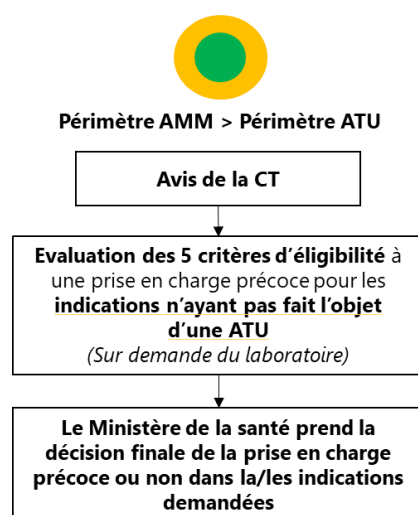 Périmètre AMM > Périmètre ATU
Avis de la CT
Evaluation des 5 critères d'éligibilité à
une prise en charge précoce pour les
indications n'ayant pas fait l'objet
d'une ATU
(Sur demande du laboratoire)
Le Ministère de la santé prend la
décision finale de la prise en charge
précoce ou non dans la/les indications
demandées